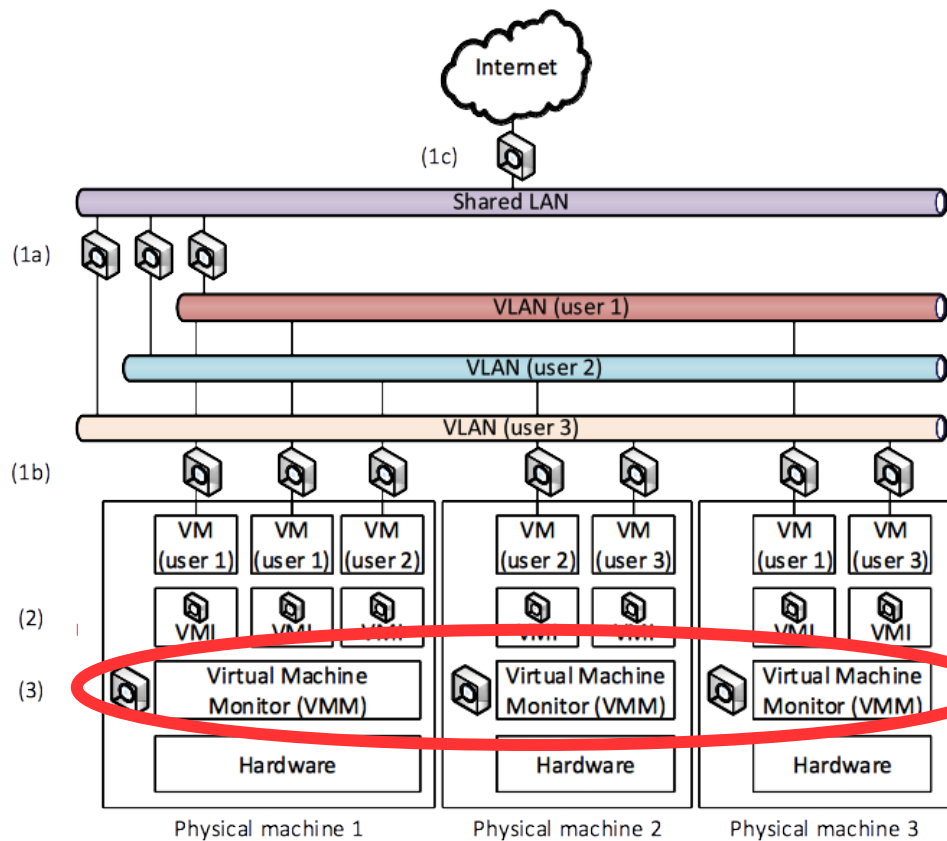 Internet
(1c)
Shared LAN
(1a)
VLAN (user 1)
VLAN (user 2)
VLAN (user 3)
(1b)
VM
(user 1)
VM
(user 1)
VM
(user 2)
VM
(user 2)
VM
(user 3)
VM
(user 1)
VM
(user 3)
(2)
VMI
VMI
VMI
VMI
VMI
VMI
VMI
(3)
Virtual Machine
Monitor (VMM)
Virtual Machine
Monitor (VMM)
Virtual Machine
Monitor (VMM)
Hardware
Hardware
Hardware
Physical machine 1
Physical machine 2
Physical machine 3